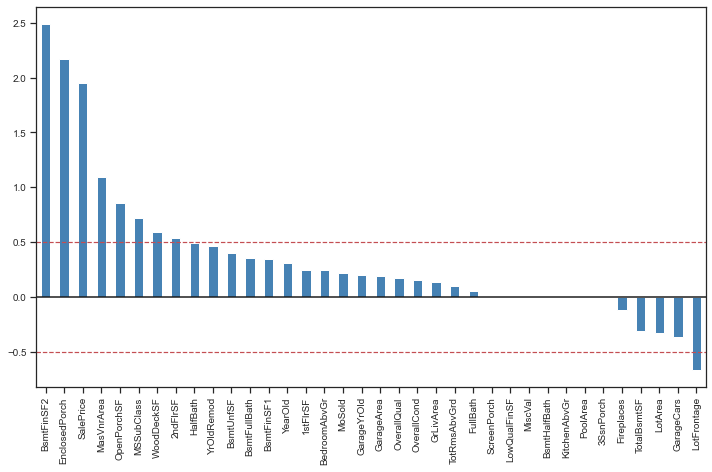 2.5
2.0
1.5
1.0
0.5
0.0
−0.5
BsmtFinSF2
EnclosedPorch
SalePrice
MasVnrArea
OpenPorchSF
MSSubClass
WoodDeckSF
2ndFlrSF
HalfBath
YrOldRemod
BsmtUnfSF
BsmtFullBath
BsmtFinSF1
YearOld
1stFlrSF
BedroomAbvGr
MoSold
GarageYrOld
GarageArea
OverallQual
OverallCond
GrLivArea
TotRmsAbvGrd
FullBath
ScreenPorch
LowQualFinSF
MiscVal
BsmtHalfBath
KitchenAbvGr
PoolArea
3SsnPorch
Fireplaces
TotalBsmtSF
LotArea
GarageCars
LotFrontage